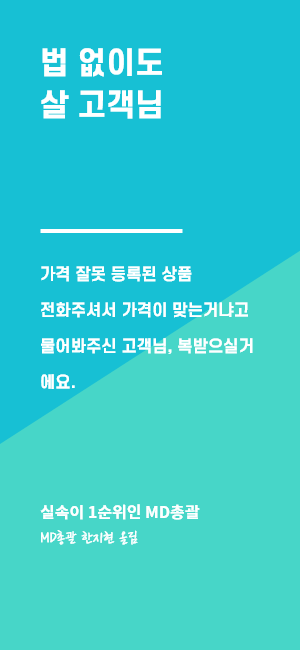 법 없이도
살 고객님
가격 잘못 등록된 상품
전화주셔서 가격이 맞는거냐고
물어봐주신 고객님, 복받으실거
에요.
실속이 1순위인 MD총괄
MD총괄 한지현 올림